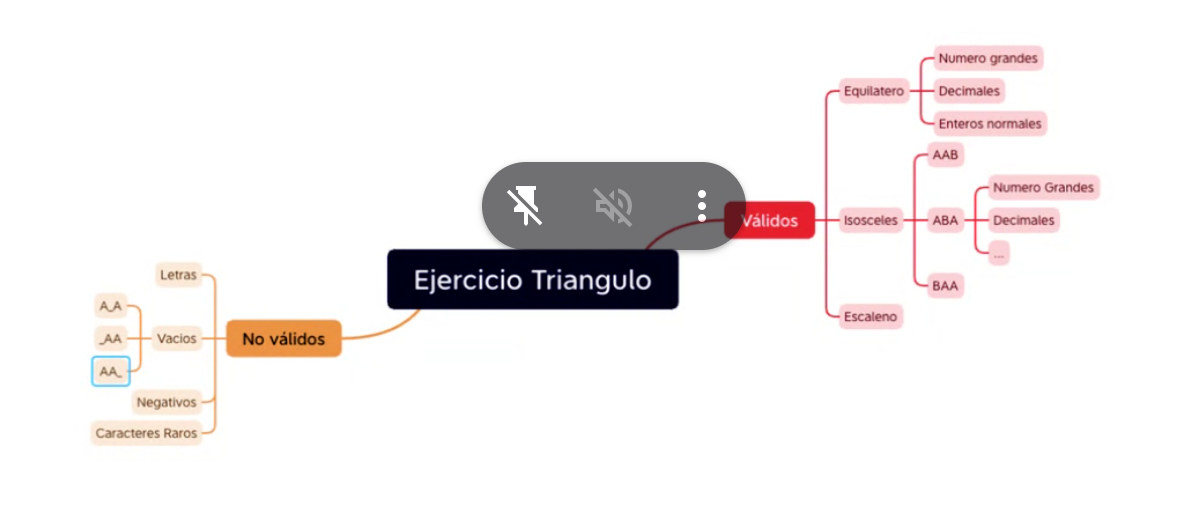 Ejercicio Triangulo
Válidos
Equilatero
Numero grandes
Decimales
Enteros normales
Isosceles
AAB
ABA
Numero Grandes
Decimales
...
BAA
Escaleno
No válidos
Letras
Vacios
A_A
_AA
AA_
Negativos
Caracteres Raros